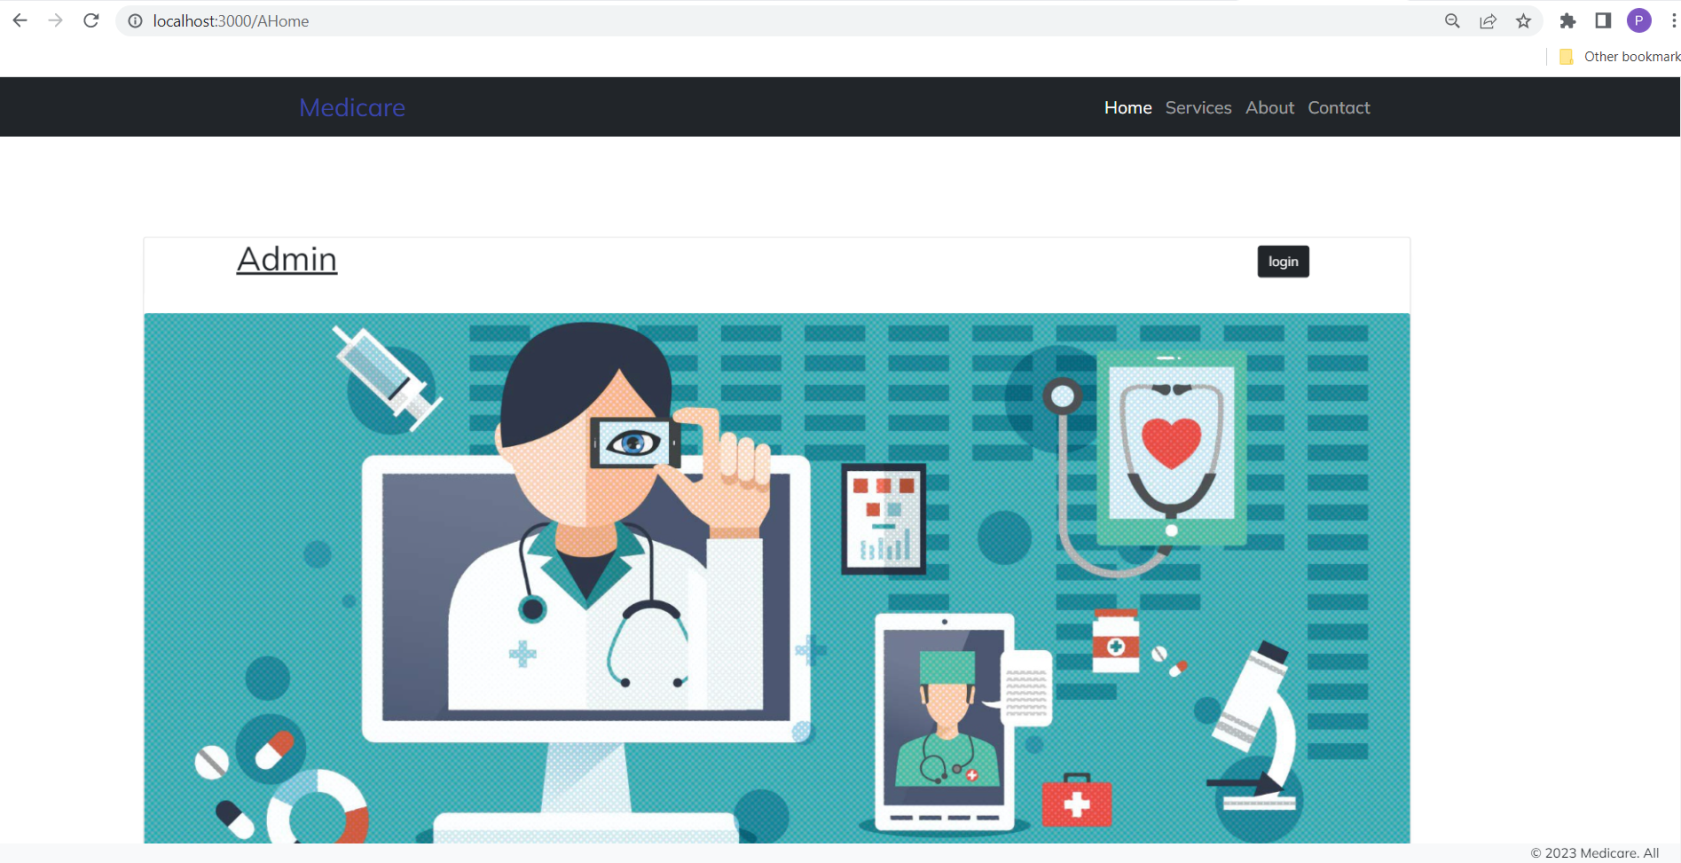 localhost:3000/AHome
P
Other bookmark
Medicare
Home Services About Contact
Admin
login
© 2023 Medicare. All